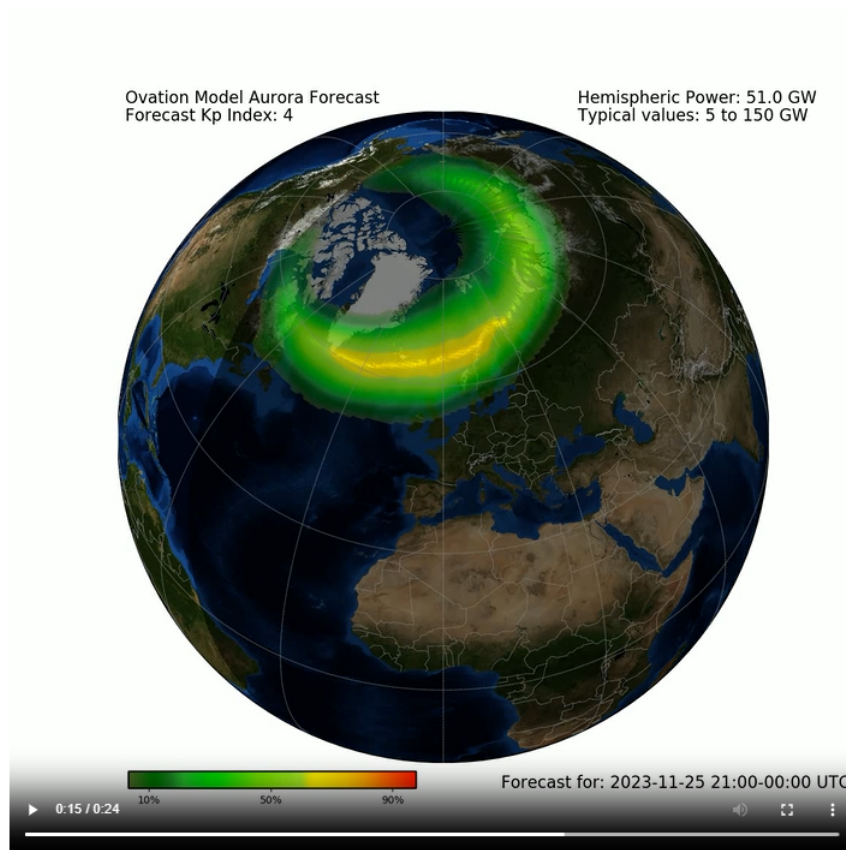 Ovation Model Aurora Forecast
Forecast Kp Index: 4
Hemispheric Power: 51.0 GW
Typical values: 5 to 150 GW
10%
50%
90%
Forecast for: 2023-11-25 21:00-00:00 UTC
0:15 / 0:24